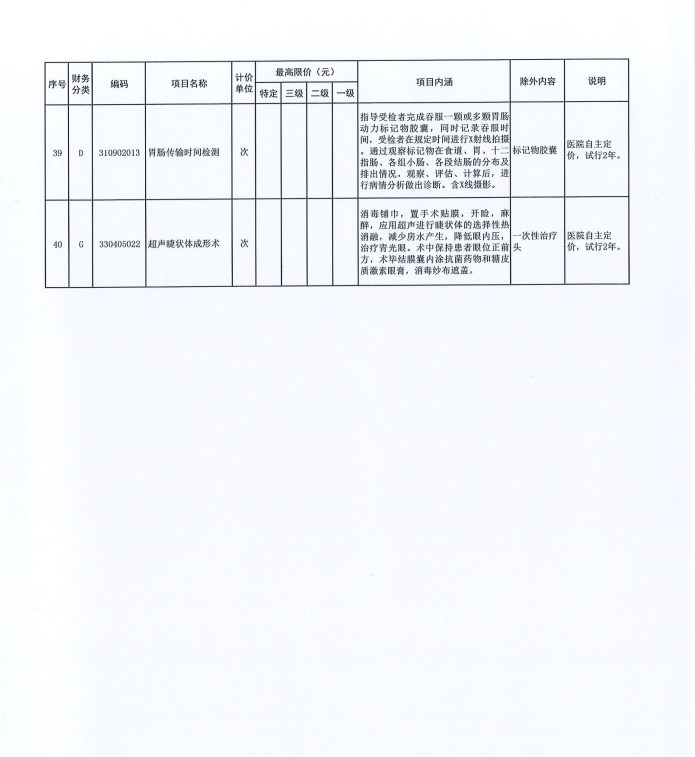 序号 财务分类 编码 项目名称 计价单位 最高限价（元） 项目内涵 除外内容 说明
特定 三级 二级 一级
39 D 310902013 胃肠传输时间检测 次
指导受检者完成吞服一颗或多颗胃肠
动力标记物胶囊，同时记录吞服时
间，受检者在规定时间进行X射线拍摄
。通过观察标记物在食道、胃、十二
指肠、各组小肠、各段结肠的分布及
排出情况，观察、评估、计算后，进
行病情分析做出诊断。含X线摄影。
标记物胶囊
医院自主定
价，试行2年。
40 G 330405022 超声睫状体成形术 次
消毒铺巾，置手术贴膜，开睑，麻
醉，应用超声进行睫状体的选择性热
消融，减少房水产生，降低眼内压，
治疗青光眼。术中保持患者眼位正前
方，术毕结膜囊内涂抗菌药物和糖皮
质激素眼膏，消毒纱布遮盖。
一次性治疗
头
医院自主定
价，试行2年。